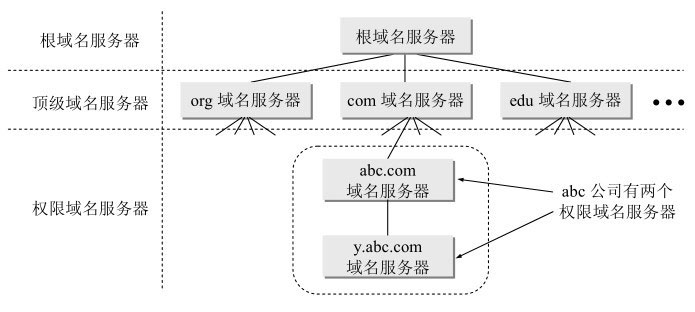 根域名服务器
根域名服务器
顶级域名服务器
org 域名服务器
com 域名服务器
edu 域名服务器
•••
权限域名服务器
abc.com
域名服务器
abc 公司有两个
权限域名服务器
y.abc.com
域名服务器